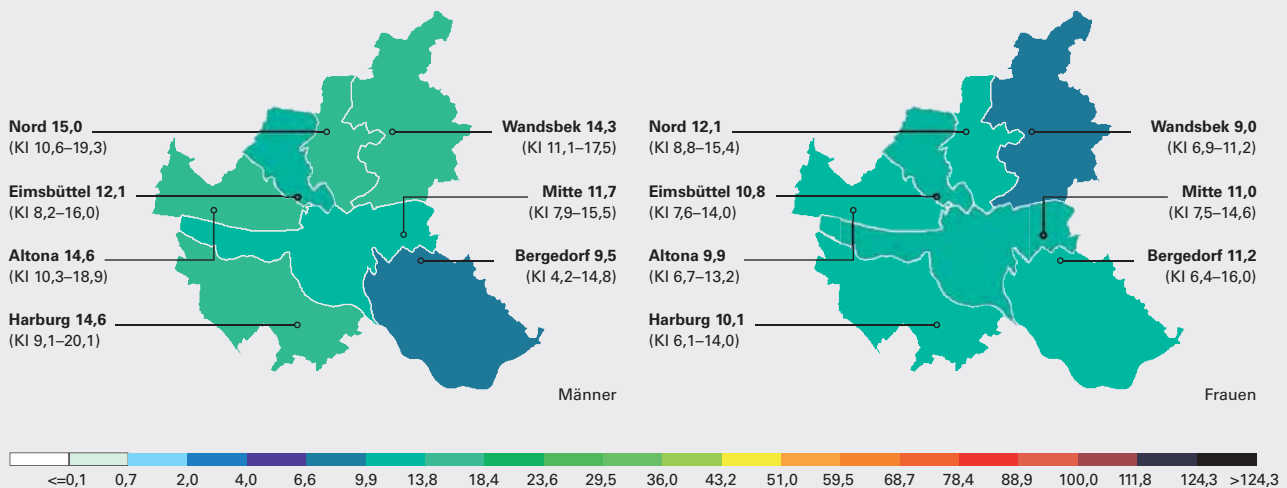 Nord 15,0
(KI 10,6–19,3)
Eimsbüttel 12,1
(KI 8,2–16,0)
Altona 14,6
(KI 10,3–18,9)
Harburg 14,6
(KI 9,1–20,1)
Wandsbek 14,3
(KI 11,1–17,5)
Mitte 11,7
(KI 7,9–15,5)
Bergedorf 9,5
(KI 4,2–14,8)
Männer
Nord 12,1
(KI 8,8–15,4)
Eimsbüttel 10,8
(KI 7,6–14,0)
Altona 9,9
(KI 6,7–13,2)
Harburg 10,1
(KI 6,1–14,0)
Wandsbek 9,0
(KI 6,9–11,2)
Mitte 11,0
(KI 7,5–14,6)
Bergedorf 11,2
(KI 6,4–16,0)
Frauen
<=0,1 0,7 2,0 4,0 6,6 9,9 13,8 18,4 23,6 29,5 36,0 43,2 51,0 59,5 68,7 78,4 88,9 100,0 111,8 124,3 >124,3